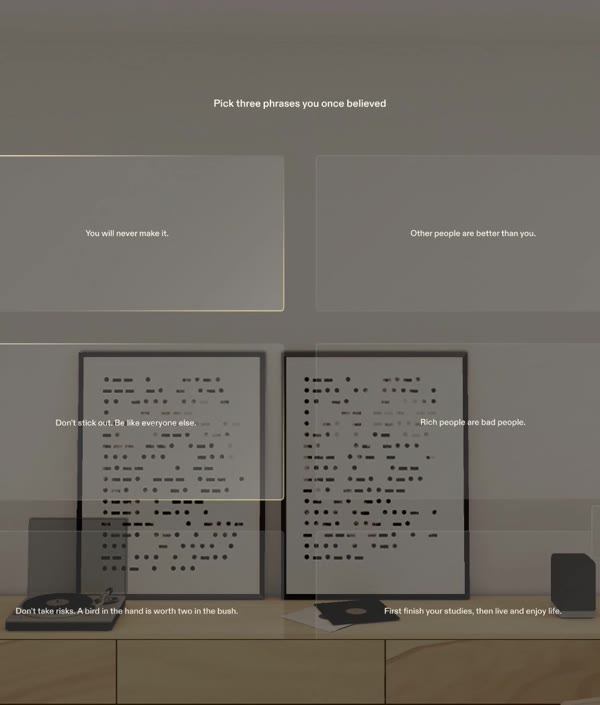 Pick three phrases you once believed
You will never make it.
Other people are better than you.
Don't stick out. Be like everyone else.
Rich people are bad people.
Don't take risks. A bird in the hand is worth two in the bush.
First finish your studies, then live and enjoy life.